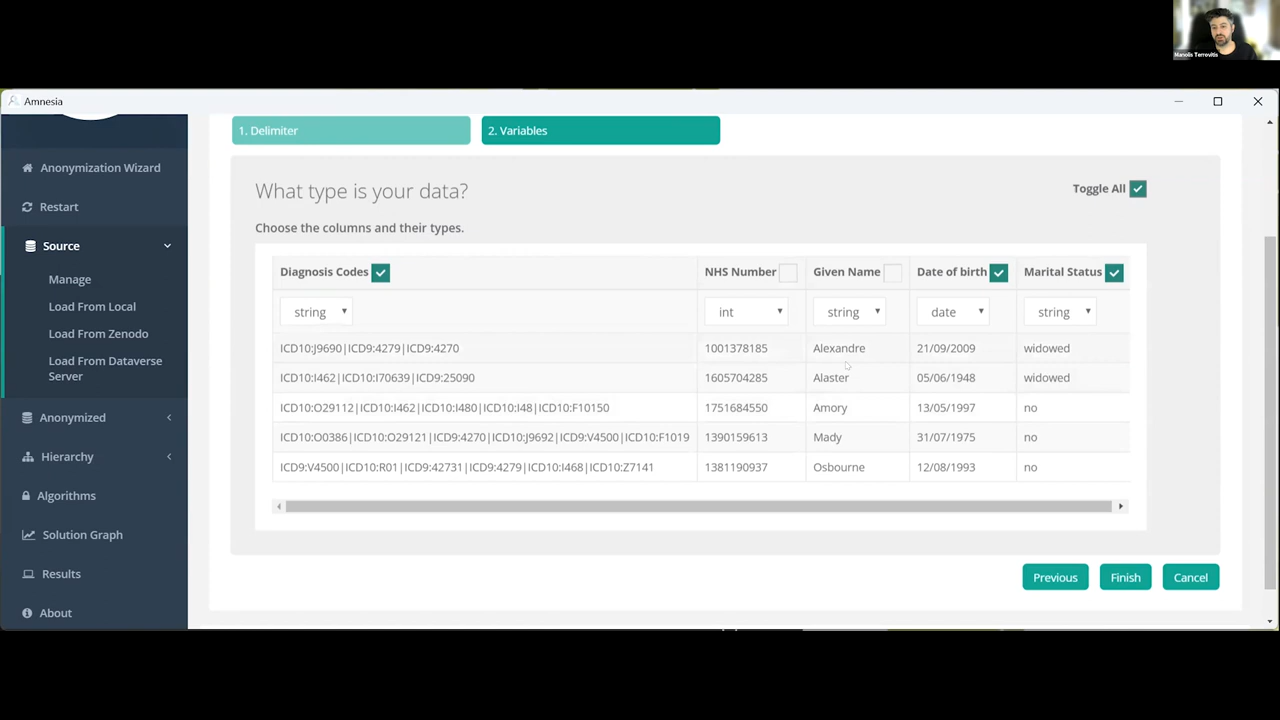 Manolis Terrovitis
Amnesia
1. Delimiter
2. Variables
Anonymization Wizard
Restart
Source
Manage
Load From Local
Load From Zenodo
Load From Dataverse
Server
Anonymized
Hierarchy
Algorithms
Solution Graph
Results
About
What type is your data?
Toggle All
Choose the columns and their types.
Diagnosis Codes NHS Number Given Name Date of birth Marital Status
string int string date string
ICD10:J9690|ICD9:4279|ICD9:4270 1001378185 Alexandre 21/09/2009 widowed
ICD10:I462|ICD10:I70639|ICD9:25090 1605704285 Alaster 05/06/1948 widowed
ICD10:O29112|ICD10:I462|ICD10:I480|ICD10:I48|ICD10:F10150 1751684550 Amory 13/05/1997 no
ICD10:O0386|ICD10:O29121|ICD9:4270|ICD10:J9692|ICD9:V4500|ICD10:F1019 1390159613 Mady 31/07/1975 no
ICD9:V4500|ICD10:R01|ICD9:42731|ICD9:4279|ICD10:I468|ICD10:Z7141 1381190937 Osbourne 12/08/1993 no
Previous Finish Cancel